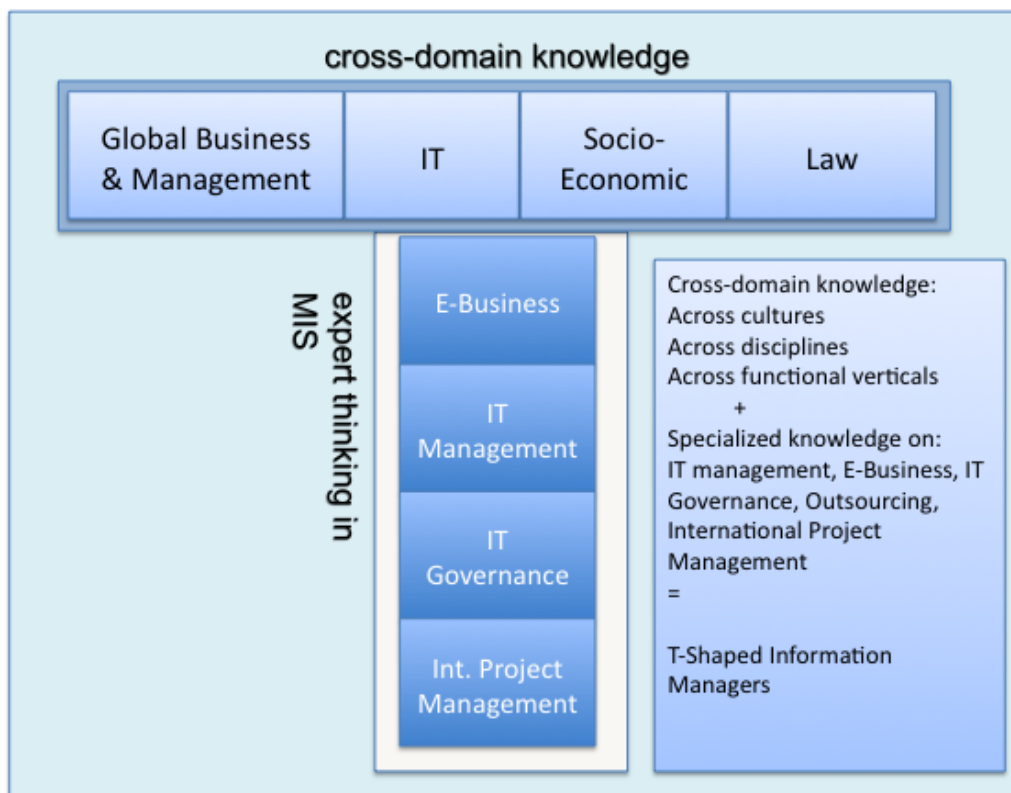 cross-domain knowledge
Global Business
& Management
IT
Socio-
Economic
Law
expert thinking in
MIS
E-Business
IT
Management
IT
Governance
Int. Project
Management
Cross-domain knowledge:
Across cultures
Across disciplines
Across functional verticals
+
Specialized knowledge on:
IT management, E-Business, IT
Governance, Outsourcing,
International Project
Management
=
T-Shaped Information
Managers